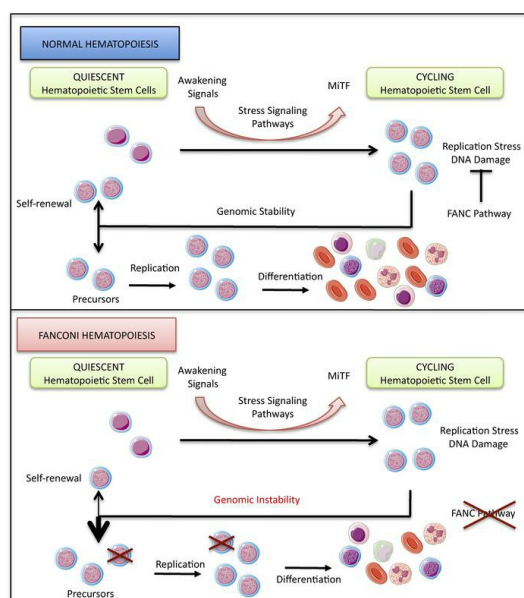 NORMAL HEMATOPOIESIS
QUIESCENT
Hematopoietic Stem Cells
Awakening
Signals
MiTF
CYCLING
Hematopoietic Stem Cell
Stress Signaling
Pathways
Replication Stress
DNA Damage
Self-renewal
Genomic Stability
FANC Pathway
Replication
Differentiation
Precursors
FANCONI HEMATOPOIESIS
QUIESCENT
Hematopoietic Stem Cell
Awakening
Signals
MiTF
CYCLING
Hematopoietic Stem Cell
Stress Signaling
Pathways
Replication Stress
DNA Damage
Self-renewal
Genomic Instability
FANC Pathway
Replication
Differentiation
Precursors